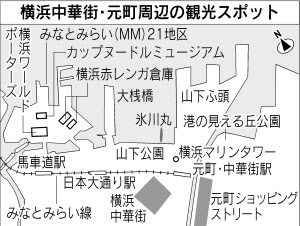 横浜中華街・元町周辺の観光スポット
みなとみらい(MM)21地区
カップヌードルミュージアム
横浜ワールド
ポーターズ
横浜赤レンガ倉庫
大桟橋
山下ふ頭
氷川丸
港の見える丘公園
山下公園
横浜マリンタワー
馬車道駅
元町・中華街駅
日本大通り駅
みなとみらい線
横浜
中華街
元町ショッピング
ストリート
N